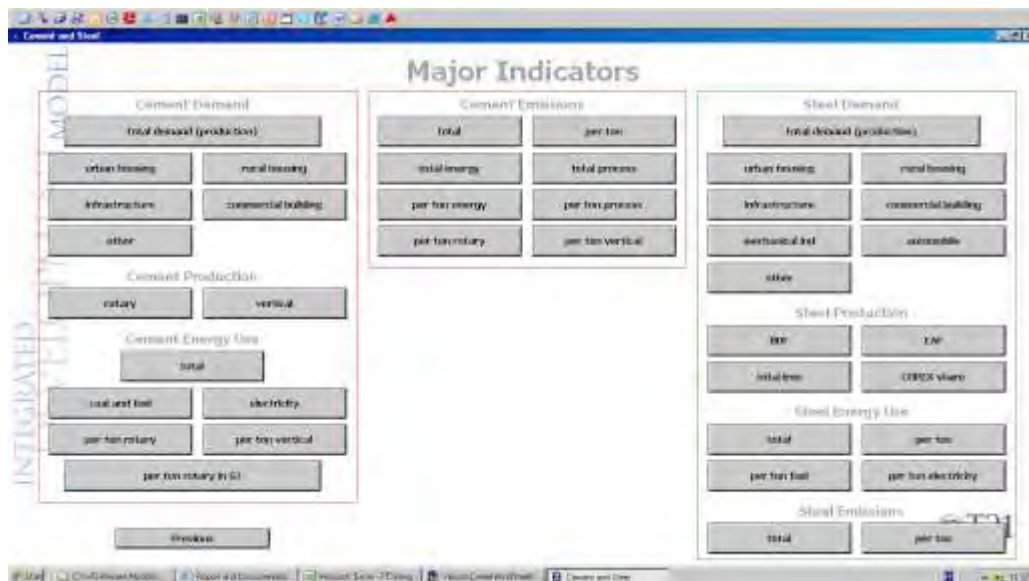 Cement and Steel
Major Indicators
INTEGRATED
MODEL
Cement Demand
total demand (production)
urban housing
rural housing
infrastructure
commercial building
other
Cement Production
rotary
vertical
Cement Energy Use
total
coal and fuel
electricity
per ton rotary
per ton vertical
per ton rotary in GJ
Previous
Cement Emissions
total
per ton
total energy
total process
per ton energy
per ton process
per ton rotary
per ton vertical
Steel Demand
total demand (production)
urban housing
rural housing
infrastructure
commercial building
mechanical ind
automobile
other
Steel Production
BOF
EAF
total iron
COREX share
Steel Energy Use
total
per ton
per ton fuel
per ton electricity
Steel Emissions
total
per ton
T21
Start
Cement and Steel